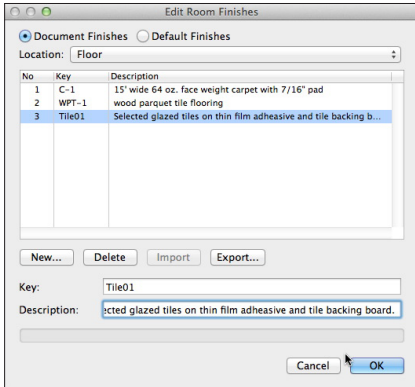 Edit Room Finishes
Document Finishes Default Finishes
Location: Floor
No Key Description
1 C-1 15' wide 64 oz. face weight carpet with 7/16" pad
2 WPT-1 wood parquet tile flooring
3 Tile01 Selected glazed tiles on thin film adheasive and tile backing b...
New... Delete Import Export...
Key: Tile01
Description: ected glazed tiles on thin film adheasive and tile backing board.
Cancel OK